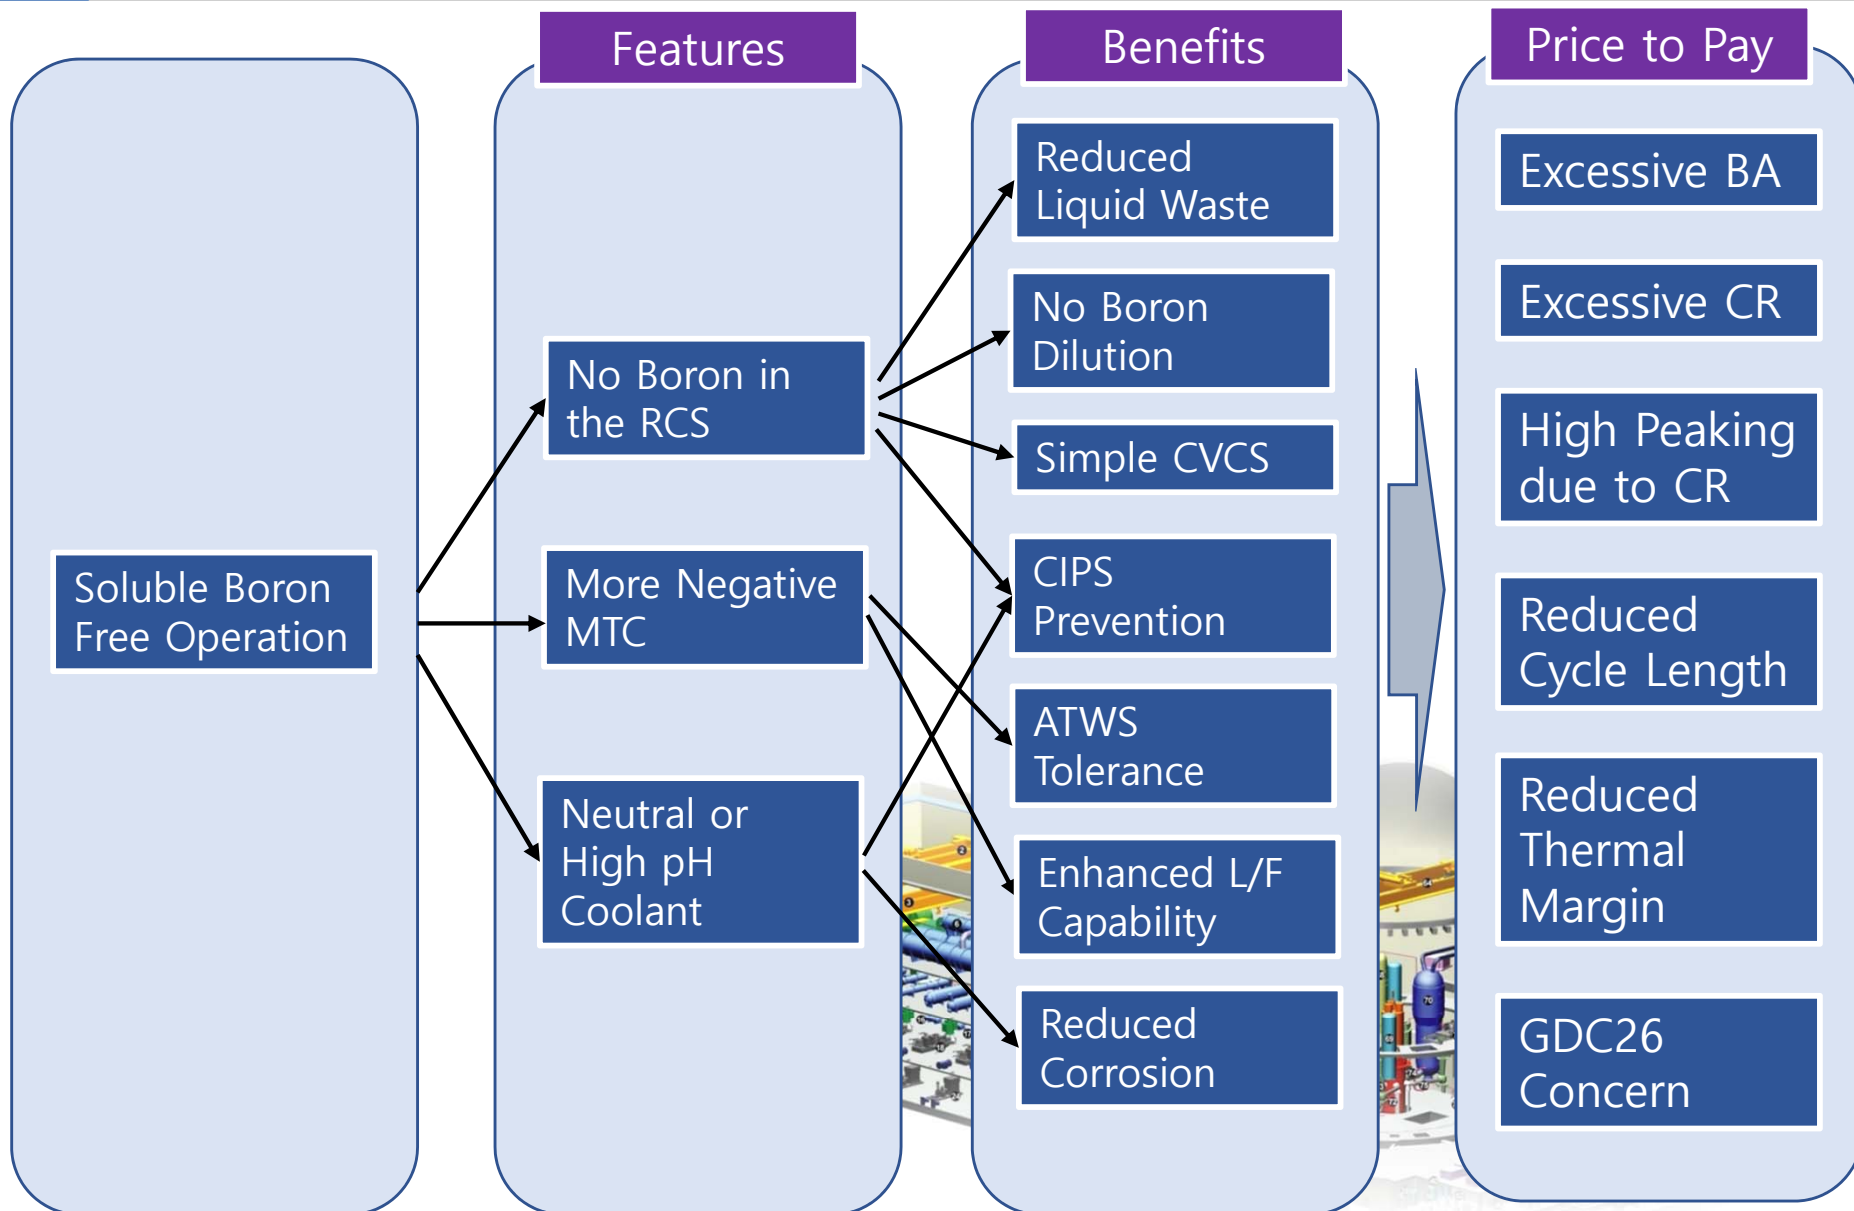 Features
Benefits
Price to Pay
Soluble Boron
Free Operation
No Boron in
the RCS
More Negative
MTC
Neutral or
High pH
Coolant
Reduced
Liquid Waste
No Boron
Dilution
Simple CVCS
CIPS
Prevention
ATWS
Tolerance
Enhanced L/F
Capability
Reduced
Corrosion
Excessive BA
Excessive CR
High Peaking
due to CR
Reduced
Cycle Length
Reduced
Thermal
Margin
GDC26
Concern